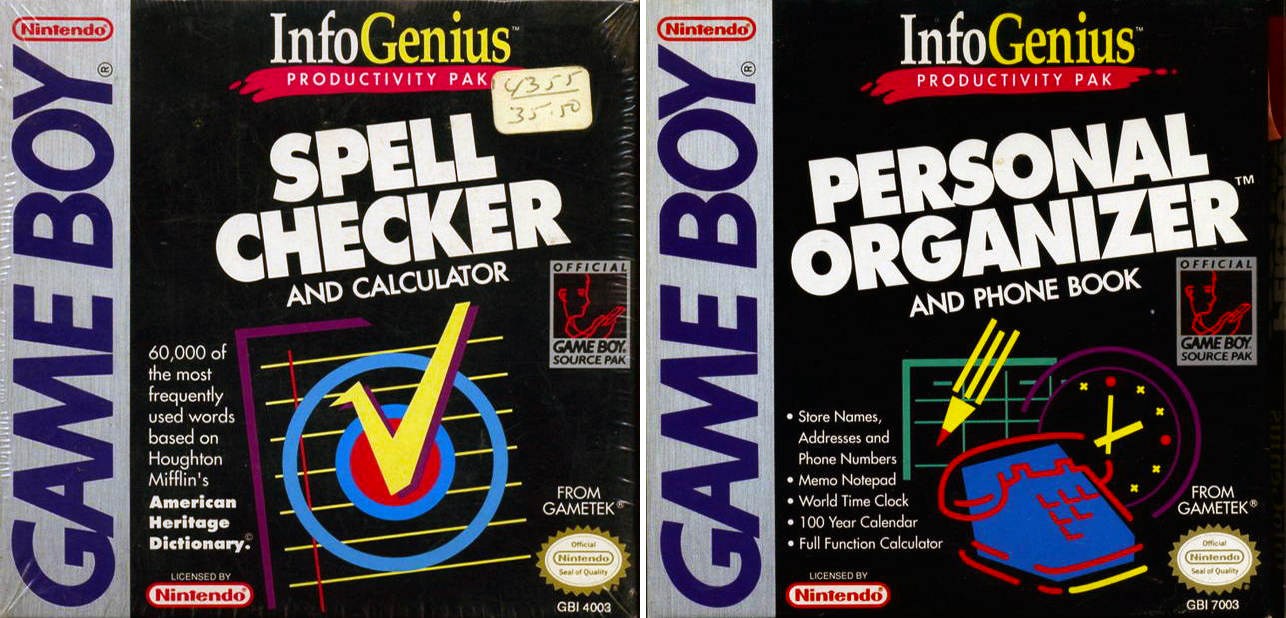 Nintendo®
GAME BOY®
InfoGenius™
PRODUCTIVITY PAK
4355
35.50
SPELL
CHECKER
AND CALCULATOR
OFFICIAL
GAME BOY
SOURCE PAK
60,000 of
the most
frequently
used words
based on
Houghton
Mifflin's
American
Heritage
Dictionary.©
FROM
GAMETEK®
Official
Nintendo
Seal of Quality
LICENSED BY
Nintendo
GBI 4003
Nintendo®
GAME BOY®
InfoGenius™
PRODUCTIVITY PAK
PERSONAL
ORGANIZER™
AND PHONE BOOK
OFFICIAL
GAME BOY
SOURCE PAK
• Store Names,
Addresses and
Phone Numbers
• Memo Notepad
• World Time Clock
• 100 Year Calendar
• Full Function Calculator
FROM
GAMETEK®
Official
Nintendo
Seal of Quality
LICENSED BY
Nintendo
GBI 7003